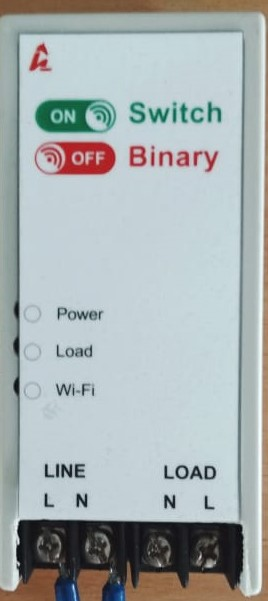 ON Switch
OFF Binary
Power
Load
Wi-Fi
LINE LOAD
L N N L